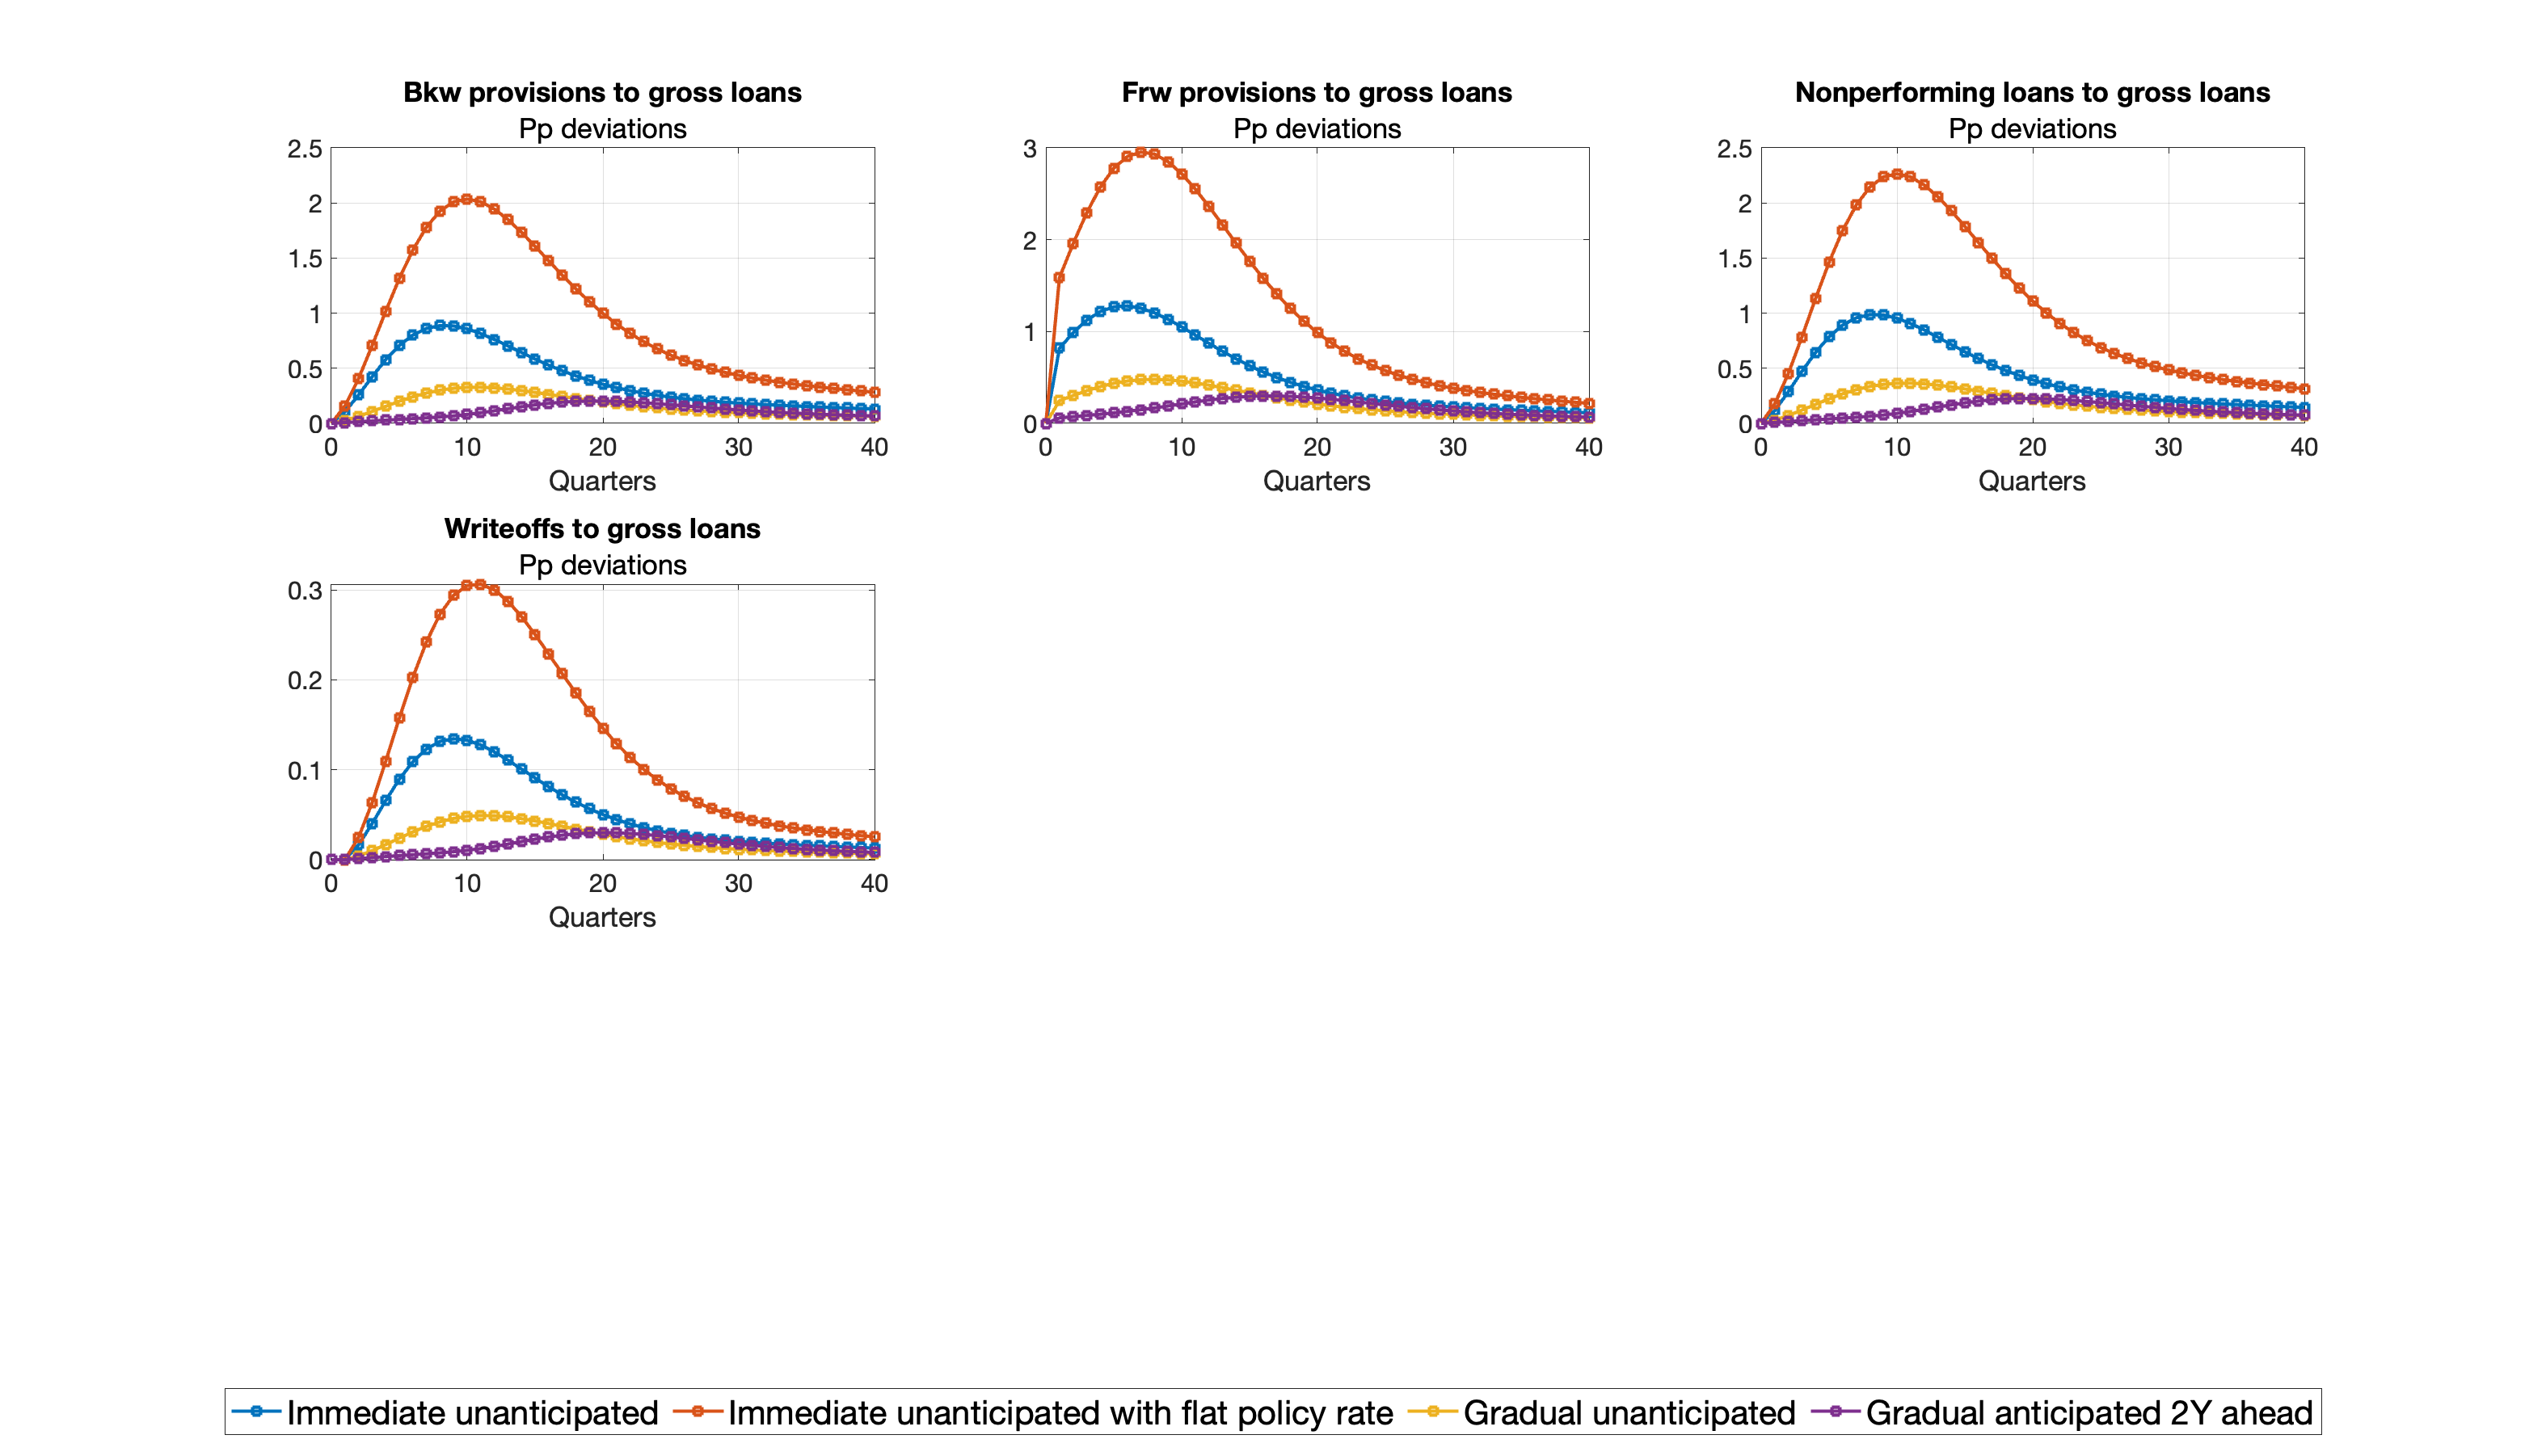 Bkw provisions to gross loans
Pp deviations
2.5
2
1.5
1
0.5
0
0 10 20 30 40
Quarters
Frw provisions to gross loans
Pp deviations
3
2
1
0
0 10 20 30 40
Quarters
Nonperforming loans to gross loans
Pp deviations
2.5
2
1.5
1
0.5
0
0 10 20 30 40
Quarters
Writeoffs to gross loans
Pp deviations
0.3
0.2
0.1
0
0 10 20 30 40
Quarters
Immediate unanticipated Immediate unanticipated with flat policy rate Gradual unanticipated Gradual anticipated 2Y ahead